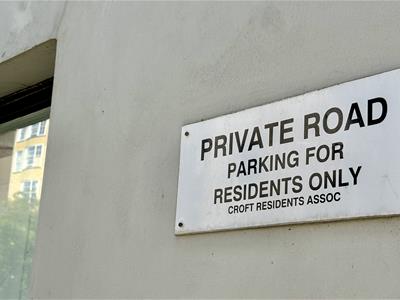 PRIVATE ROAD
PARKING FOR
RESIDENTS ONLY
CROFT RESIDENTS ASSOC